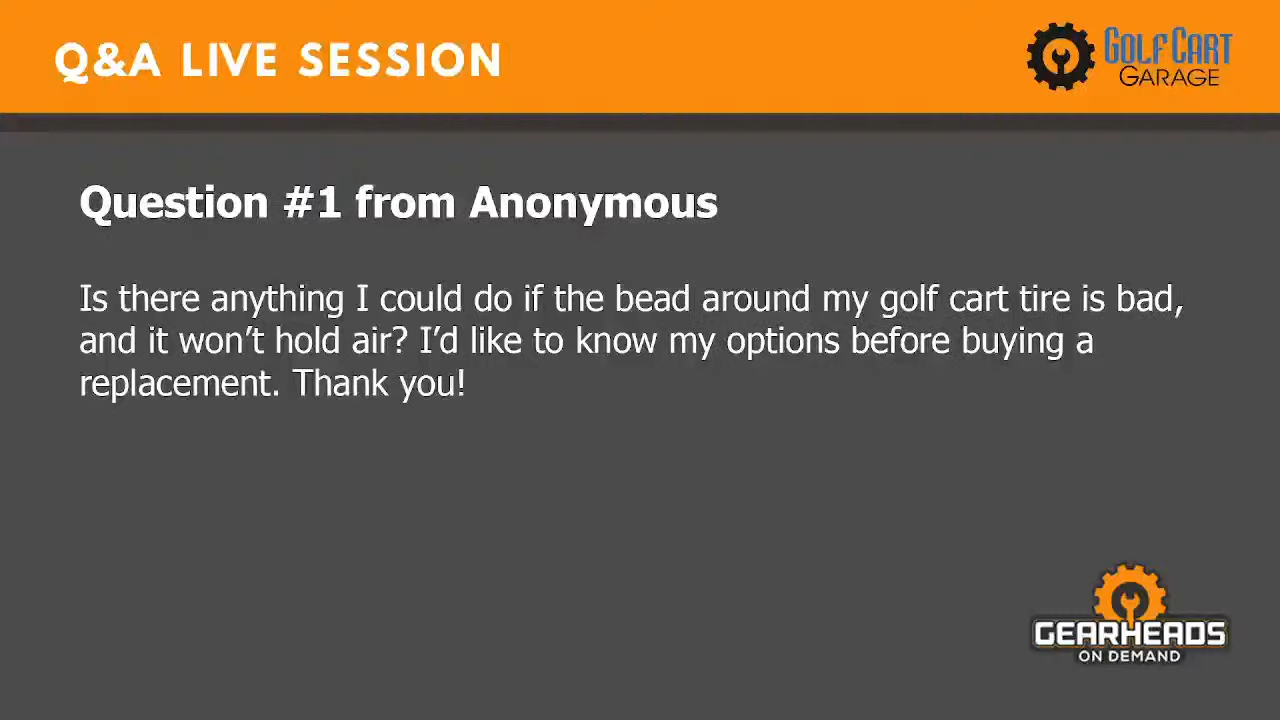 Q&A LIVE SESSION
GOLF CART
GARAGE
Question #1 from Anonymous
Is there anything I could do if the bead around my golf cart tire is bad,
and it won’t hold air? I’d like to know my options before buying a
replacement. Thank you!
GEARHEADS
ON DEMAND